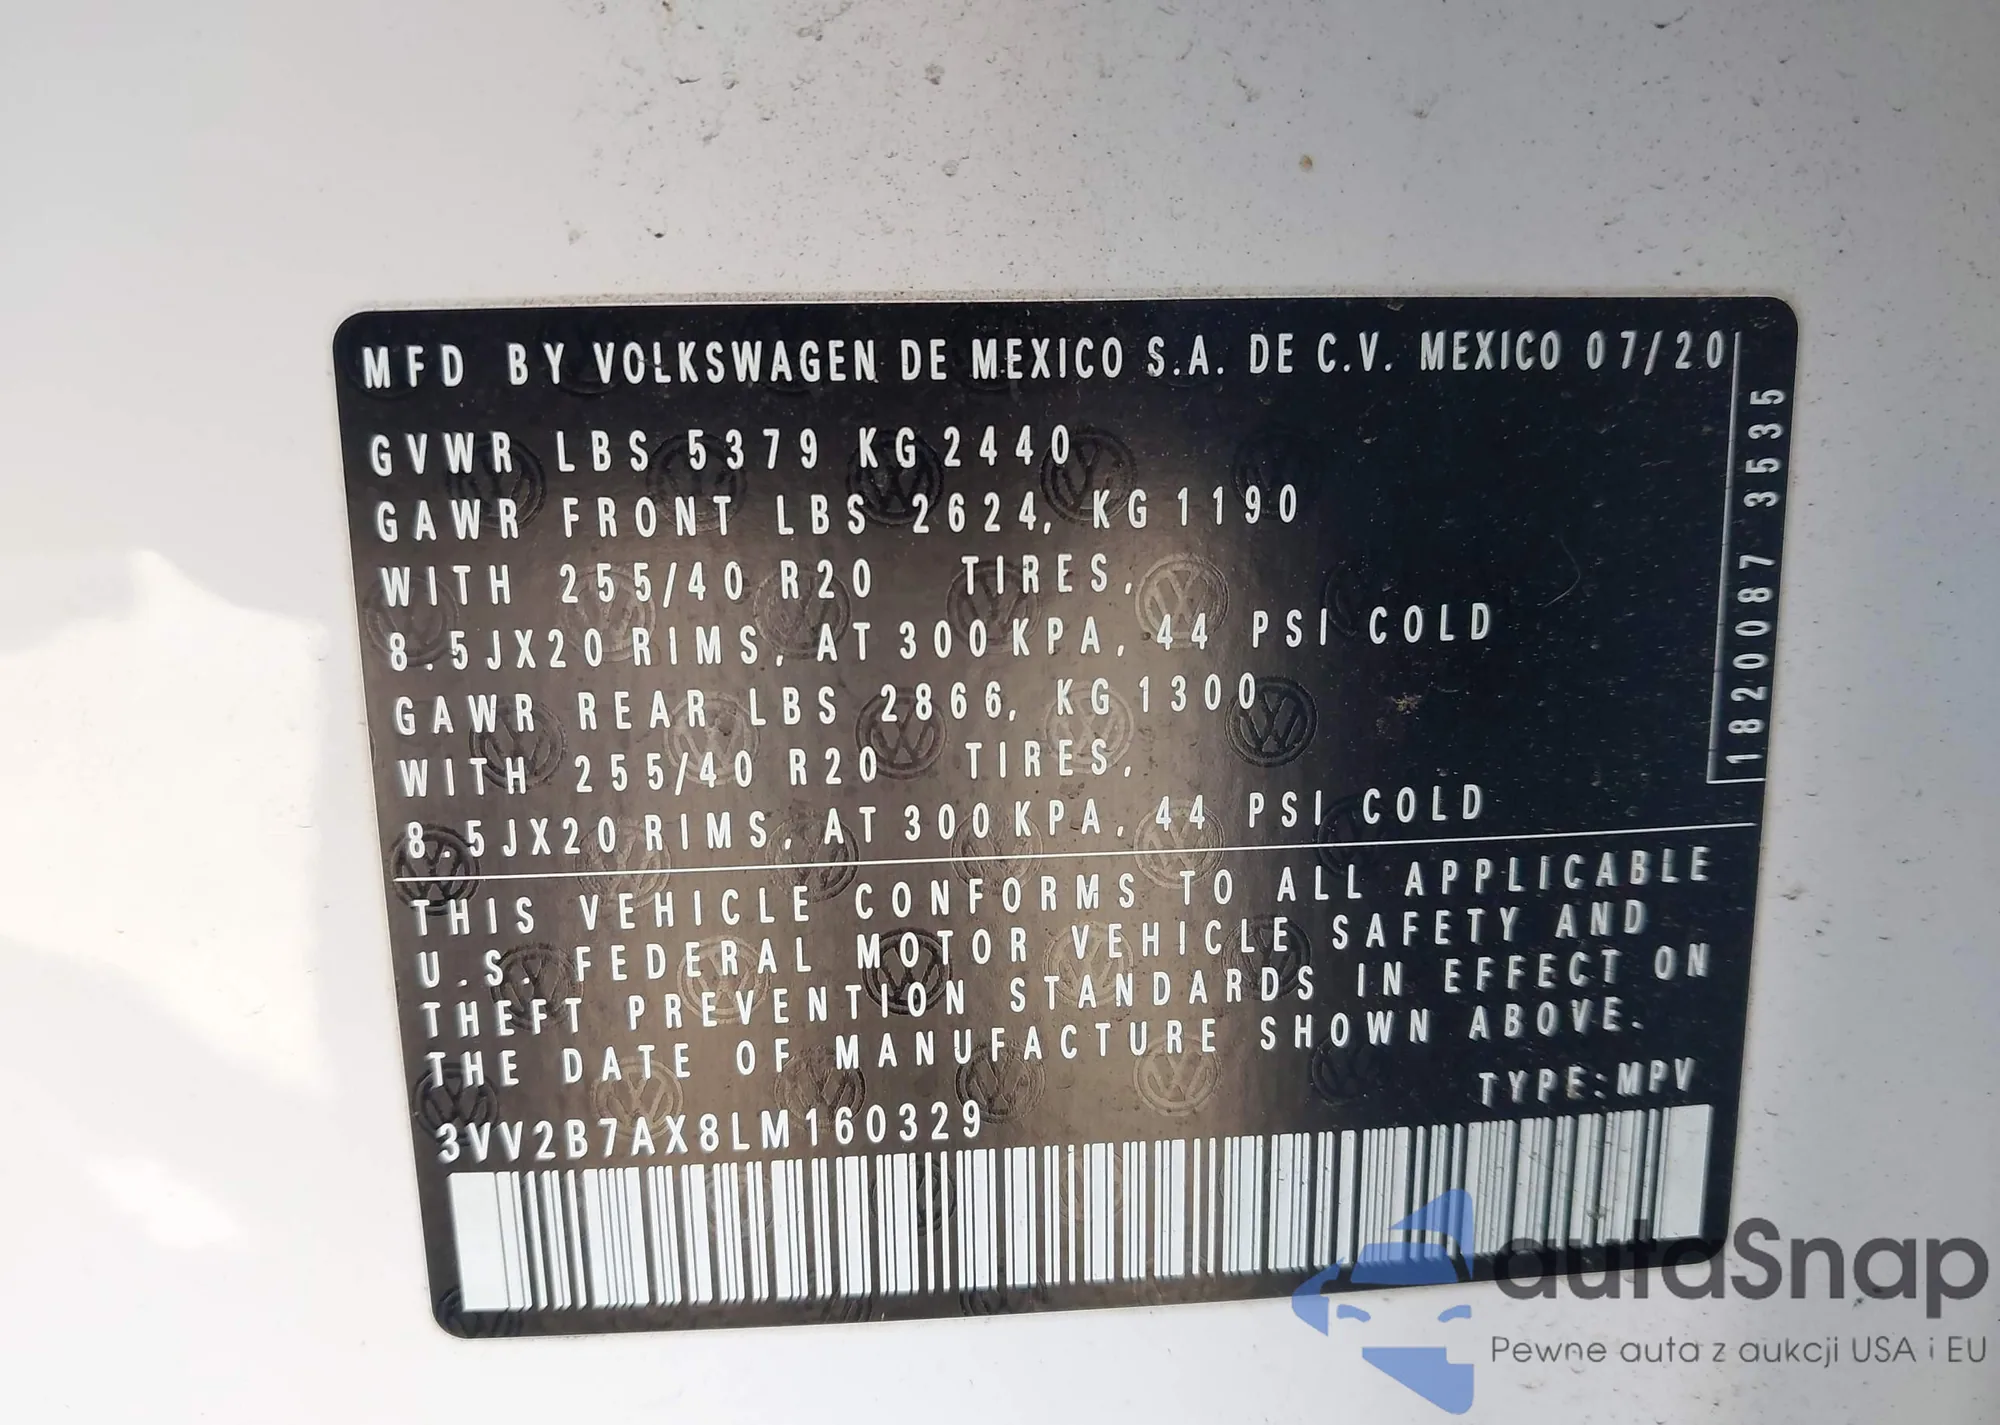 MFD BY VOLKSWAGEN DE MEXICO S.A. DE C.V. MEXICO 07/20
GVWR LBS 5379 KG 2440
GAWR FRONT LBS 2624, KG 1190
WITH 255/40 R20 TIRES,
8.5JX20 RIMS, AT 300 KPA, 44 PSI COLD
GAWR REAR LBS 2866, KG 1300
WITH 255/40 R20 TIRES,
8.5JX20 RIMS, AT 300 KPA, 44 PSI COLD
1820087 3535
THIS VEHICLE CONFORMS TO ALL APPLICABLE
U.S. FEDERAL MOTOR VEHICLE SAFETY AND
THEFT PREVENTION STANDARDS IN EFFECT ON
THE DATE OF MANUFACTURE SHOWN ABOVE.
TYPE:MPV
3VV2B7AX8LM160329
autoSnap
Pewne auta z aukcji USA i EU